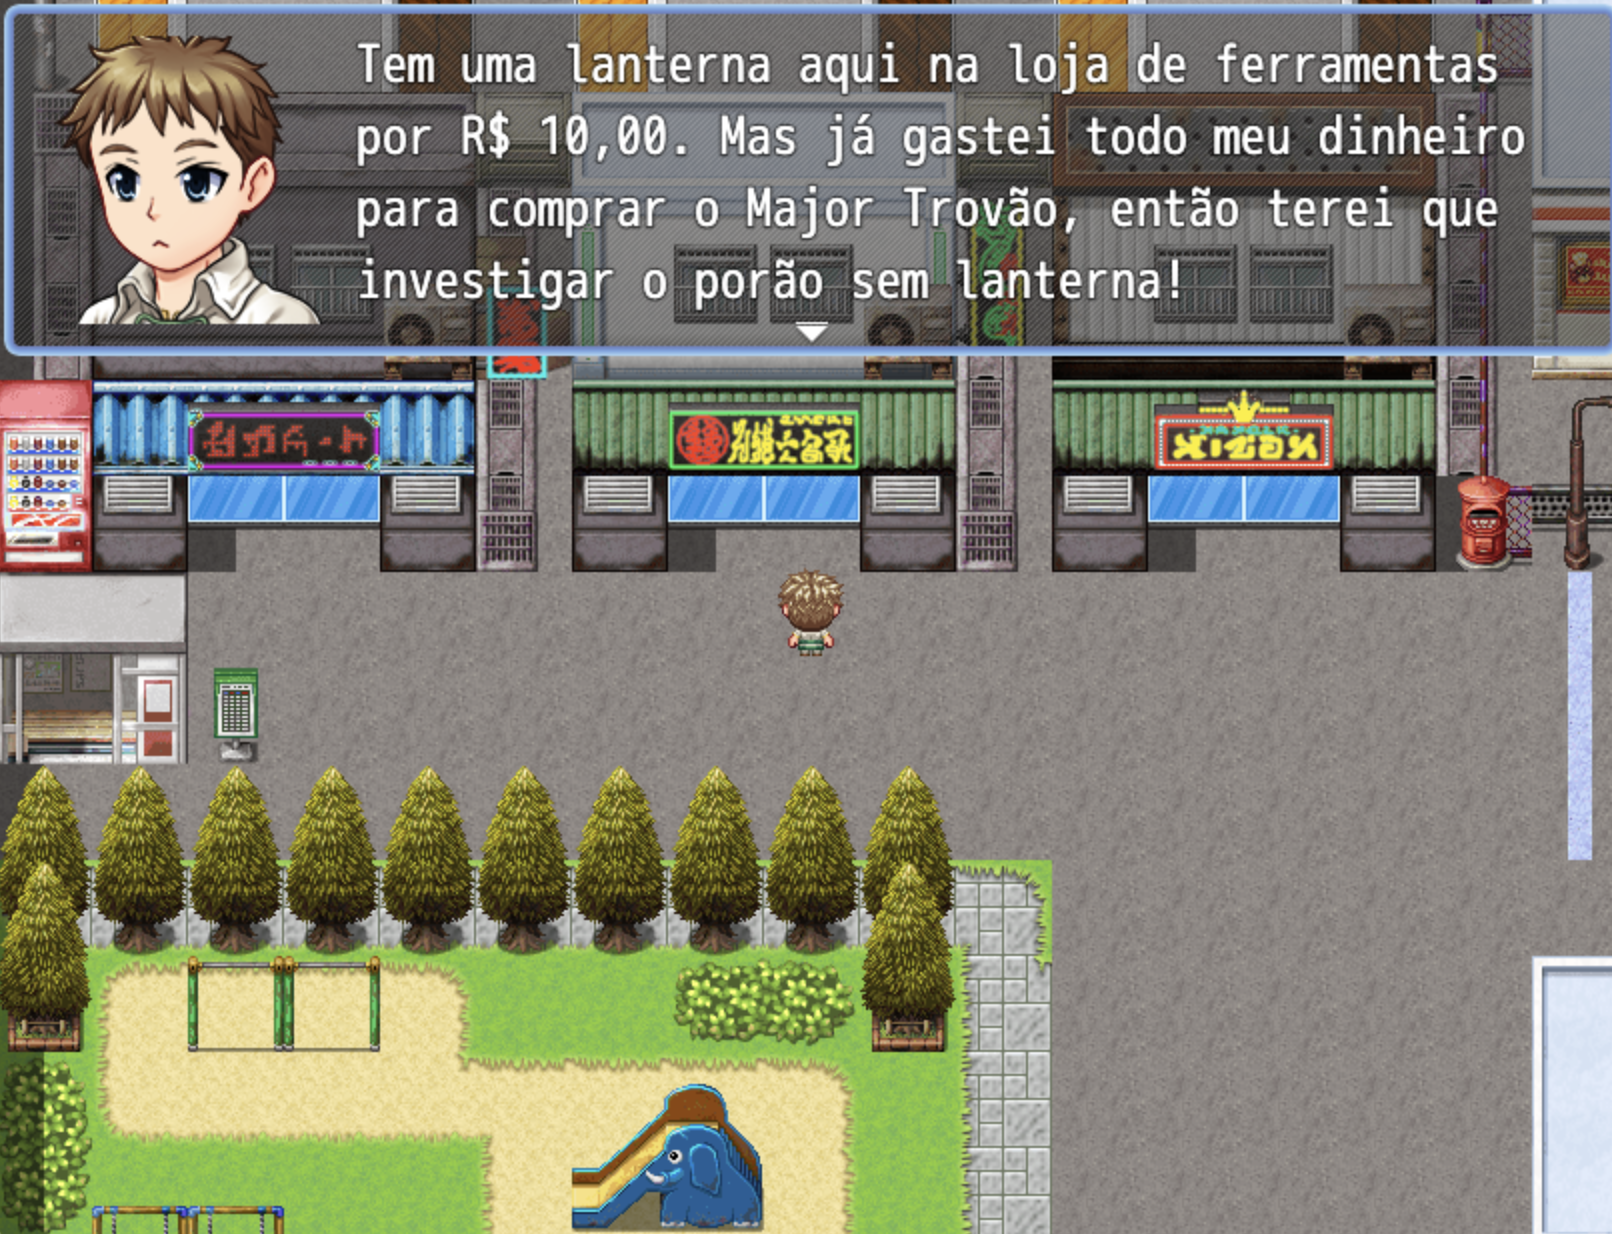 Tem uma lanterna aqui na loja de ferramentas
por R$ 10,00. Mas já gastei todo meu dinheiro
para comprar o Major Trovão, então terei que
investigar o porão sem lanterna!